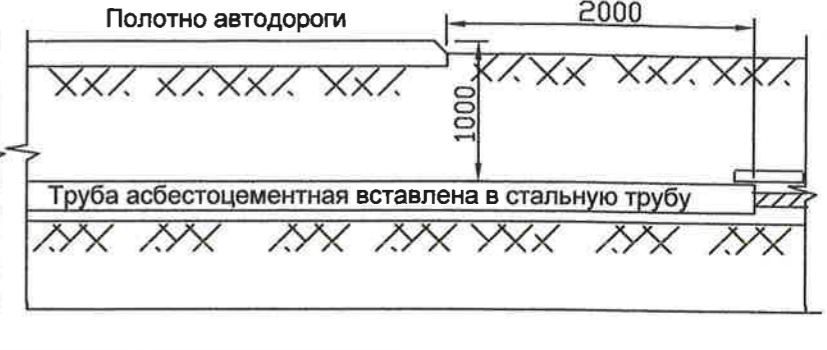 Полотно автодороги
2000
1000
Труба асбестоцементная вставлена в стальную трубу